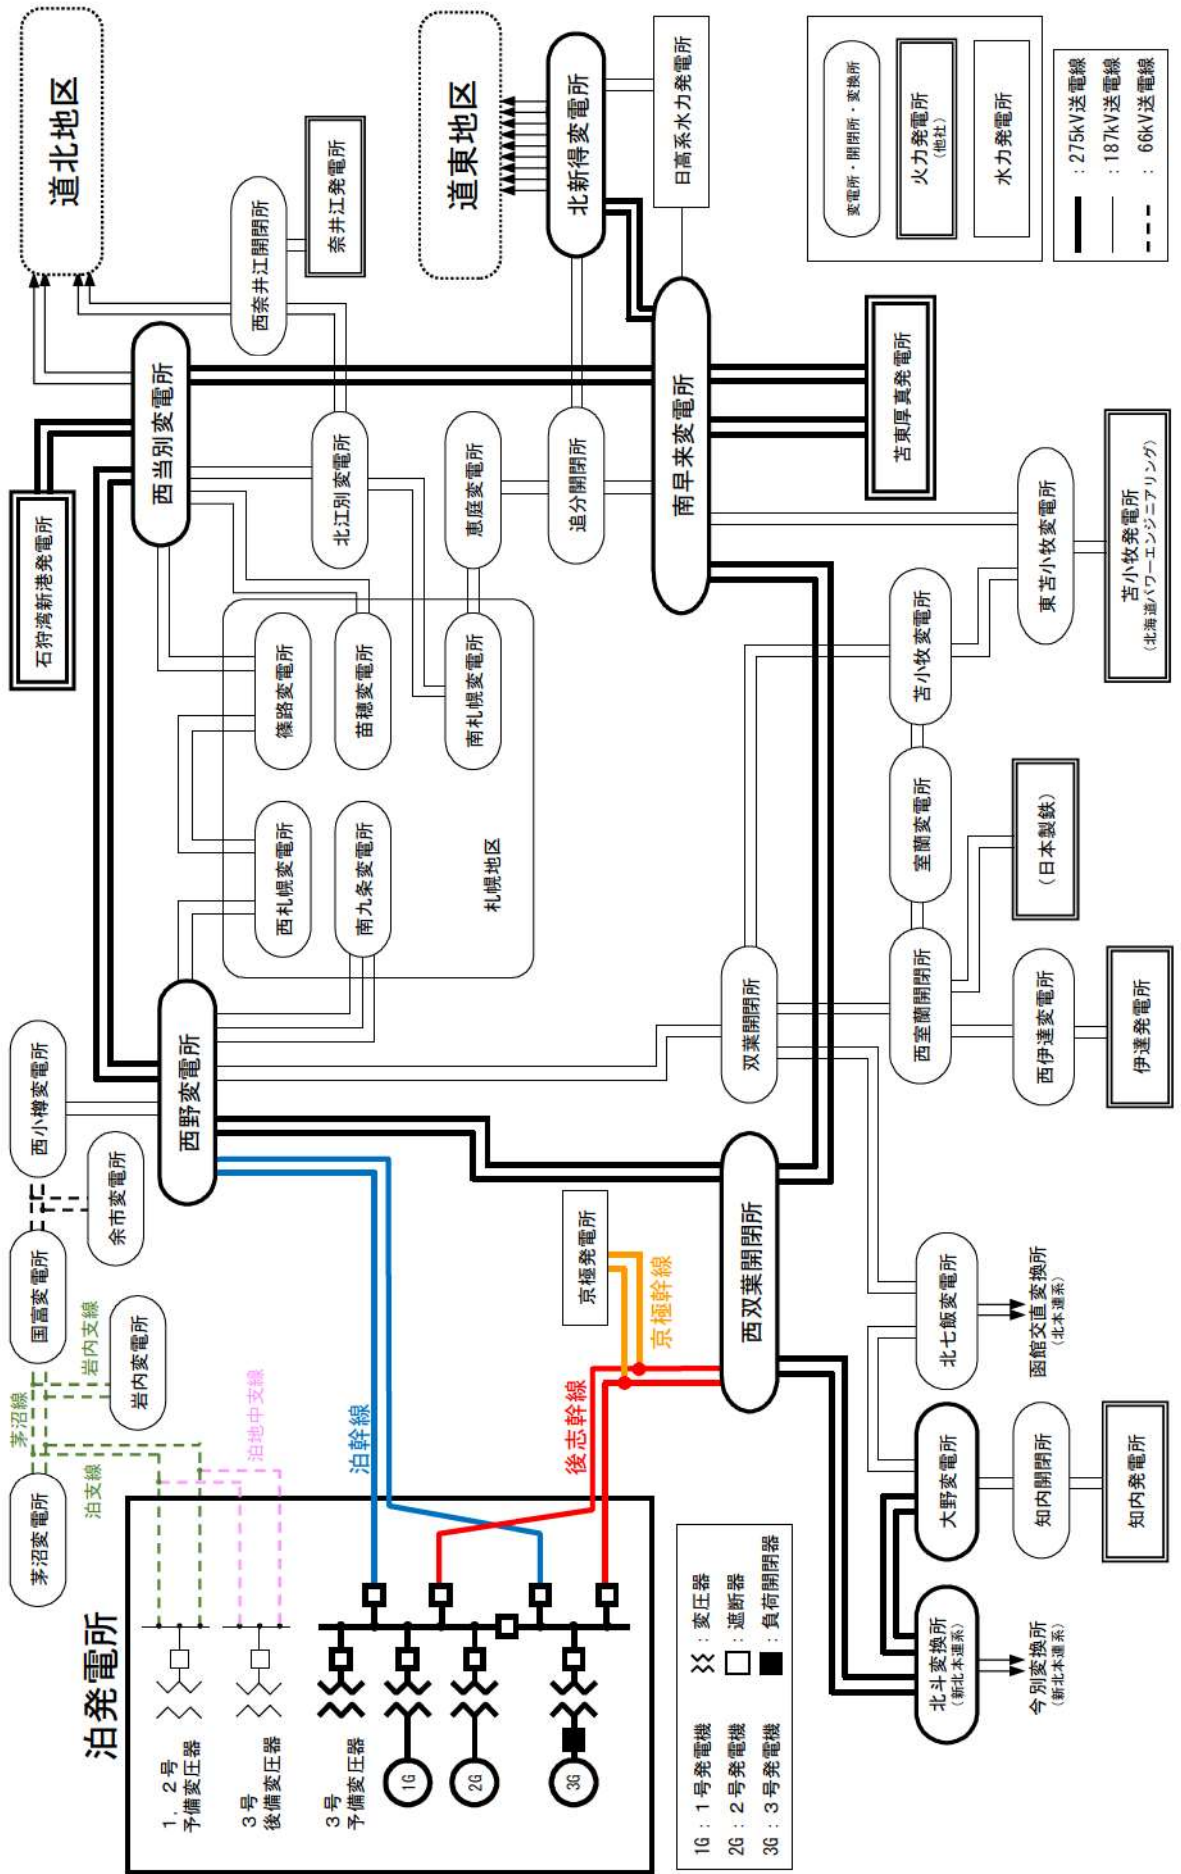 泊発電所
1．2号
予備変圧器
3号
後備変圧器
3号
予備変圧器
1G
2G
3G
茅沼変電所
茅沼線
泊支線
岩内支線
泊地中支線
岩内変電所
国富変電所
余市変電所
西小樽変電所
泊幹線
後志幹線
京極幹線
京極発電所
西野変電所
西双葉開閉所
石狩湾新港発電所
西当別変電所
道北地区
西奈井江開閉所
奈井江発電所
北江別変電所
西札幌変電所
篠路変電所
南九条変電所
苗穂変電所
南札幌変電所
札幌地区
恵庭変電所
追分開閉所
道東地区
北新得変電所
日高系水力発電所
南早来変電所
苫東厚真発電所
双葉開閉所
西室蘭開閉所
室蘭変電所
苫小牧変電所
東苫小牧変電所
苫小牧発電所
(北海道パワーエンジニアリング)
西伊達変電所
伊達発電所
(日本製鉄)
北七飯変電所
函館交直変換所
(北本連系)
大野変電所
知内開閉所
知内発電所
北斗変換所
(新北本連系)
今別変換所
(新北本連系)
1G：1号発電機
2G：2号発電機
3G：3号発電機
：変圧器
：遮断器
：負荷開閉器
変電所・開閉所・変換所
火力発電所
(他社)
水力発電所
：275kV送電線
：187kV送電線
：66kV送電線